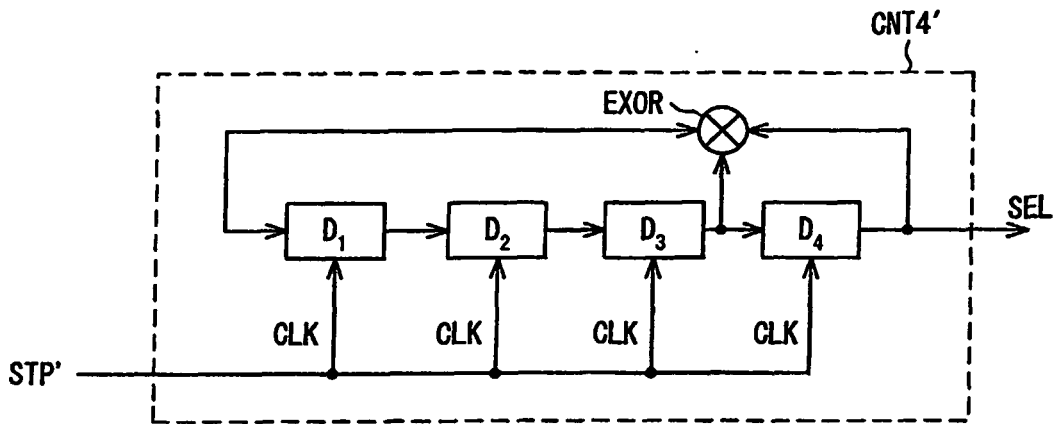 CNT4'
EXOR
D1 D2 D3 D4
SEL
CLK CLK CLK CLK
STP'